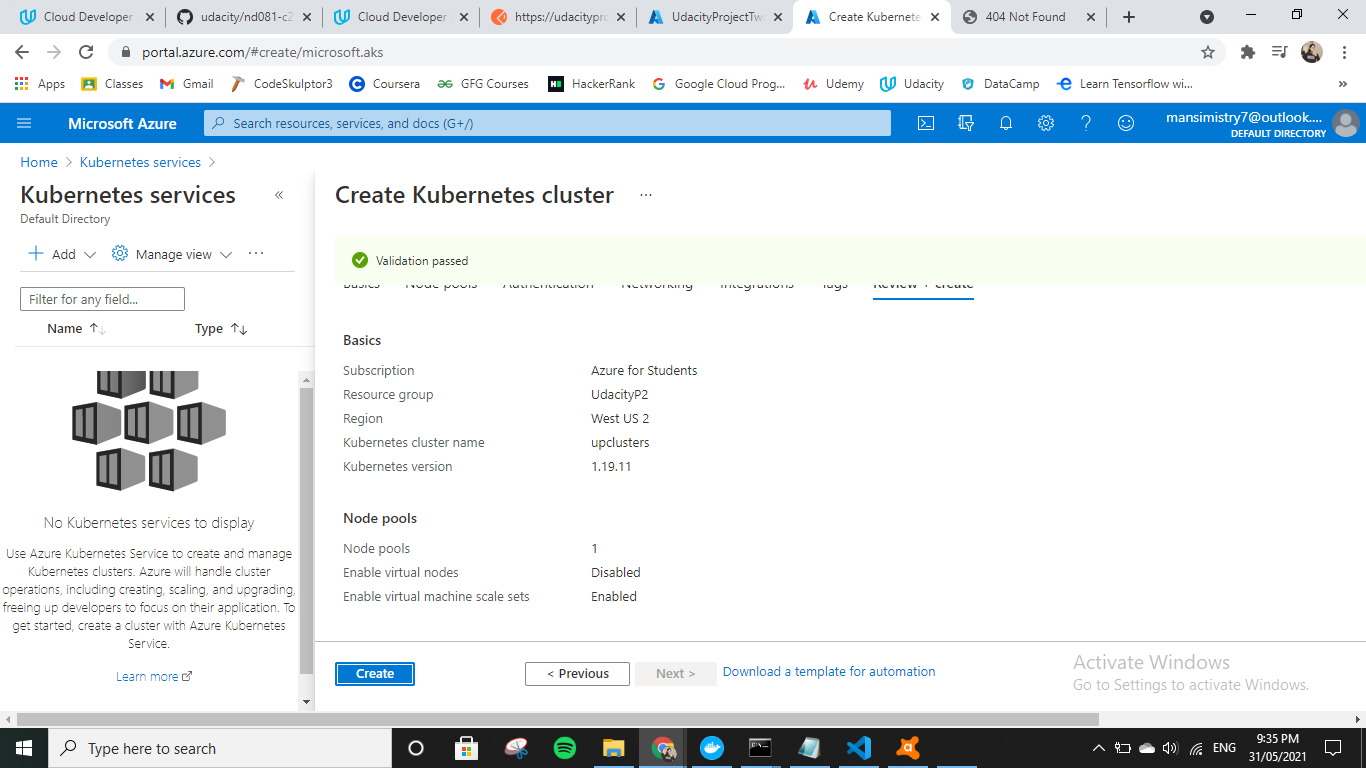 Cloud Developer
udacity/nd081-c2
Cloud Developer
https://udacitypro
UdacityProjectTw
Create Kubernete
404 Not Found
portal.azure.com/#create/microsoft.aks
Apps
Classes
Gmail
CodeSkulptor3
Coursera
GFG Courses
HackerRank
Google Cloud Prog...
Udemy
Udacity
DataCamp
Learn Tensorflow wi...
Microsoft Azure
Search resources, services, and docs (G+/)
mansimistry7@outlook....
DEFAULT DIRECTORY
Home > Kubernetes services >
Kubernetes services
Default Directory
Add
Manage view
Filter for any field...
Name
Type
No Kubernetes services to display
Use Azure Kubernetes Service to create and manage
Kubernetes clusters. Azure will handle cluster
operations, including creating, scaling, and upgrading,
freeing up developers to focus on their application. To
get started, create a cluster with Azure Kubernetes
Service.
Learn more
Create Kubernetes cluster ...
Validation passed
Basics Node pools Authentication Networking Integrations Tags Review + create
Basics
Subscription Azure for Students
Resource group UdacityP2
Region West US 2
Kubernetes cluster name upclusters
Kubernetes version 1.19.11
Node pools
Node pools 1
Enable virtual nodes Disabled
Enable virtual machine scale sets Enabled
Create
< Previous
Next >
Download a template for automation
Activate Windows
Go to Settings to activate Windows.
Type here to search
ENG
9:35 PM
31/05/2021